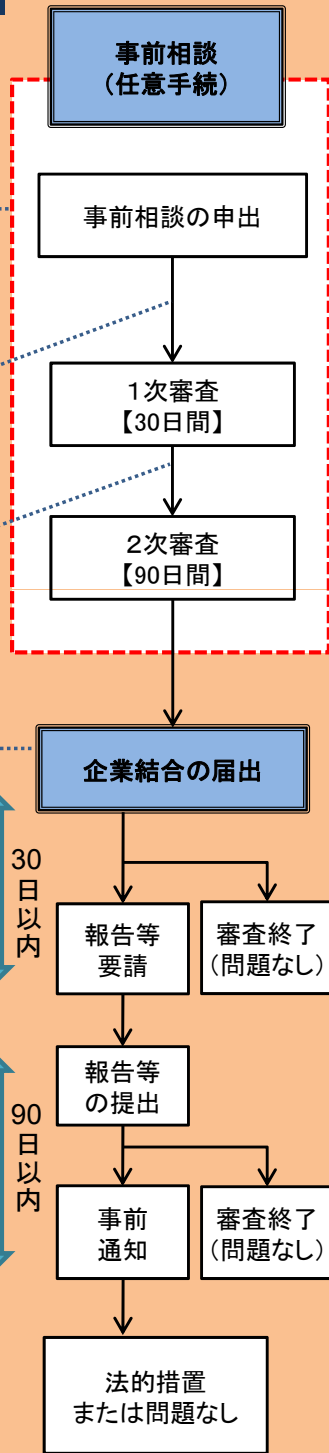 事前相談
（任意手続）
事前相談の申出
1次審査
【30日間】
2次審査
【90日間】
企業結合の届出
30
日
以
内
報告等
要請
審査終了
（問題なし）
報告等
の提出
90
日
以
内
事前
通知
審査終了
（問題なし）
法的措置
または問題なし